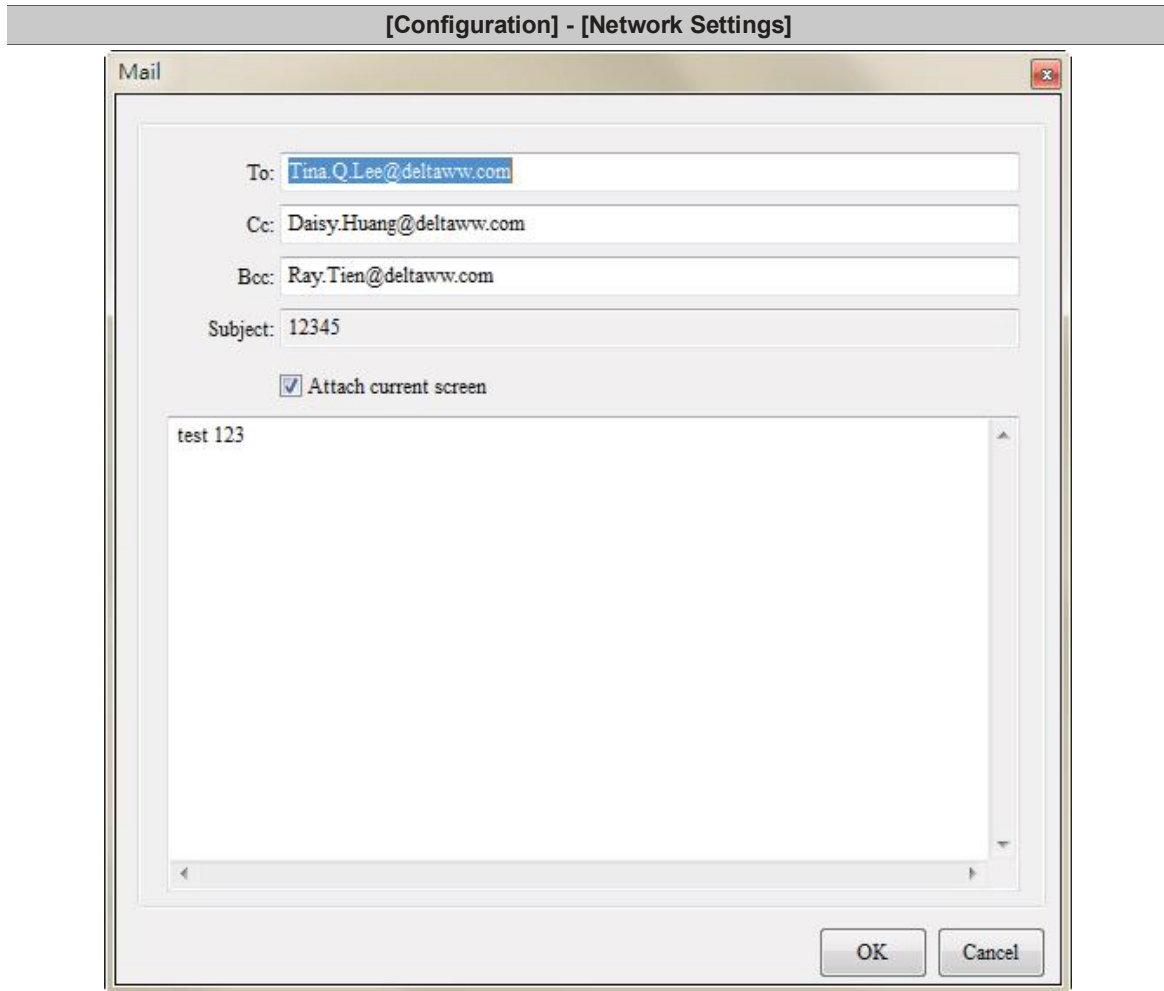 [Configuration] - [Network Settings]
Mail
To: Tina.Q.Lee@deltaww.com
Cc: Daisy.Huang@deltaww.com
Bcc: Ray.Tien@deltaww.com
Subject: 12345
Attach current screen
test 123
OK Cancel